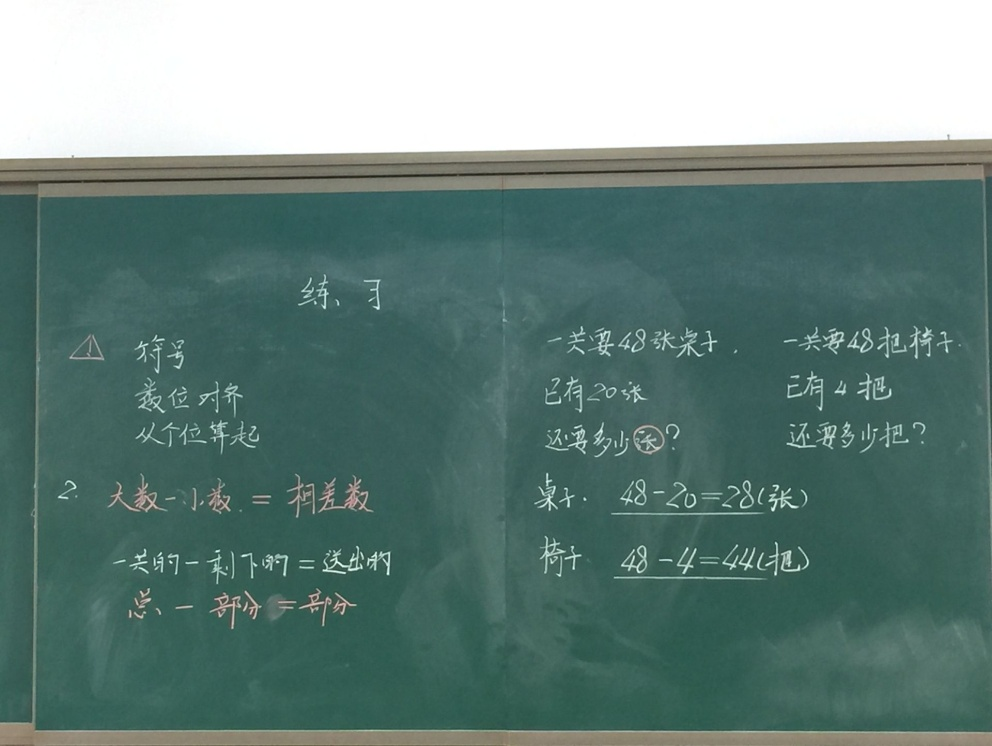 练习
符号
数位对齐
从个位算起
2. 大数-小数=相差数
一共的-剩下的=送出的
总-部分=部分
一共要48张桌子.
已有20张
还要多少张?
一共要48把椅子.
已有4把
还要多少把?
桌子. 48-20=28(张)
椅子 48-4=44(把)